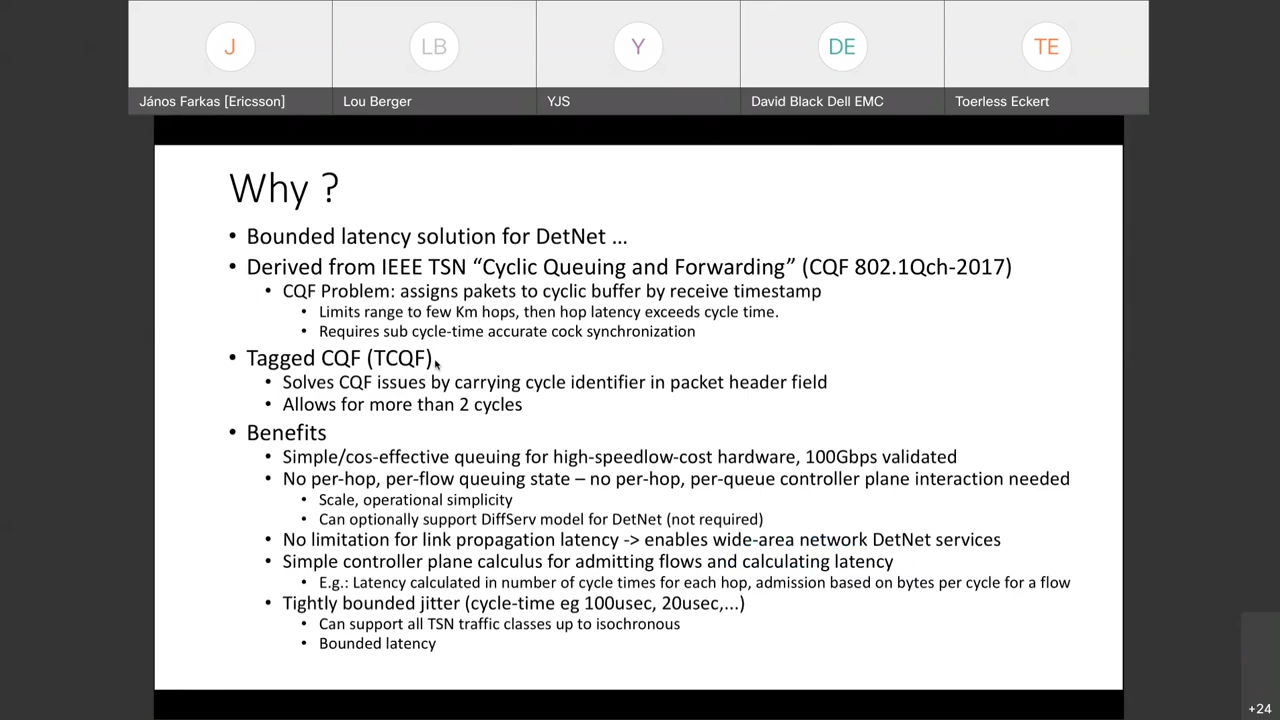 J
LB
Y
DE
TE
János Farkas [Ericsson]
Lou Berger
YJS
David Black Dell EMC
Toerless Eckert
Why ?
• Bounded latency solution for DetNet ...
• Derived from IEEE TSN “Cyclic Queuing and Forwarding” (CQF 802.1Qch-2017)
• CQF Problem: assigns pakets to cyclic buffer by receive timestamp
• Limits range to few Km hops, then hop latency exceeds cycle time.
• Requires sub cycle-time accurate cock synchronization
• Tagged CQF (TCQF)
• Solves CQF issues by carrying cycle identifier in packet header field
• Allows for more than 2 cycles
• Benefits
• Simple/cos-effective queuing for high-speedlow-cost hardware, 100Gbps validated
• No per-hop, per-flow queuing state – no per-hop, per-queue controller plane interaction needed
• Scale, operational simplicity
• Can optionally support DiffServ model for DetNet (not required)
• No limitation for link propagation latency -> enables wide-area network DetNet services
• Simple controller plane calculus for admitting flows and calculating latency
• E.g.: Latency calculated in number of cycle times for each hop, admission based on bytes per cycle for a flow
• Tightly bounded jitter (cycle-time eg 100usec, 20usec,...)
• Can support all TSN traffic classes up to isochronous
• Bounded latency
+24